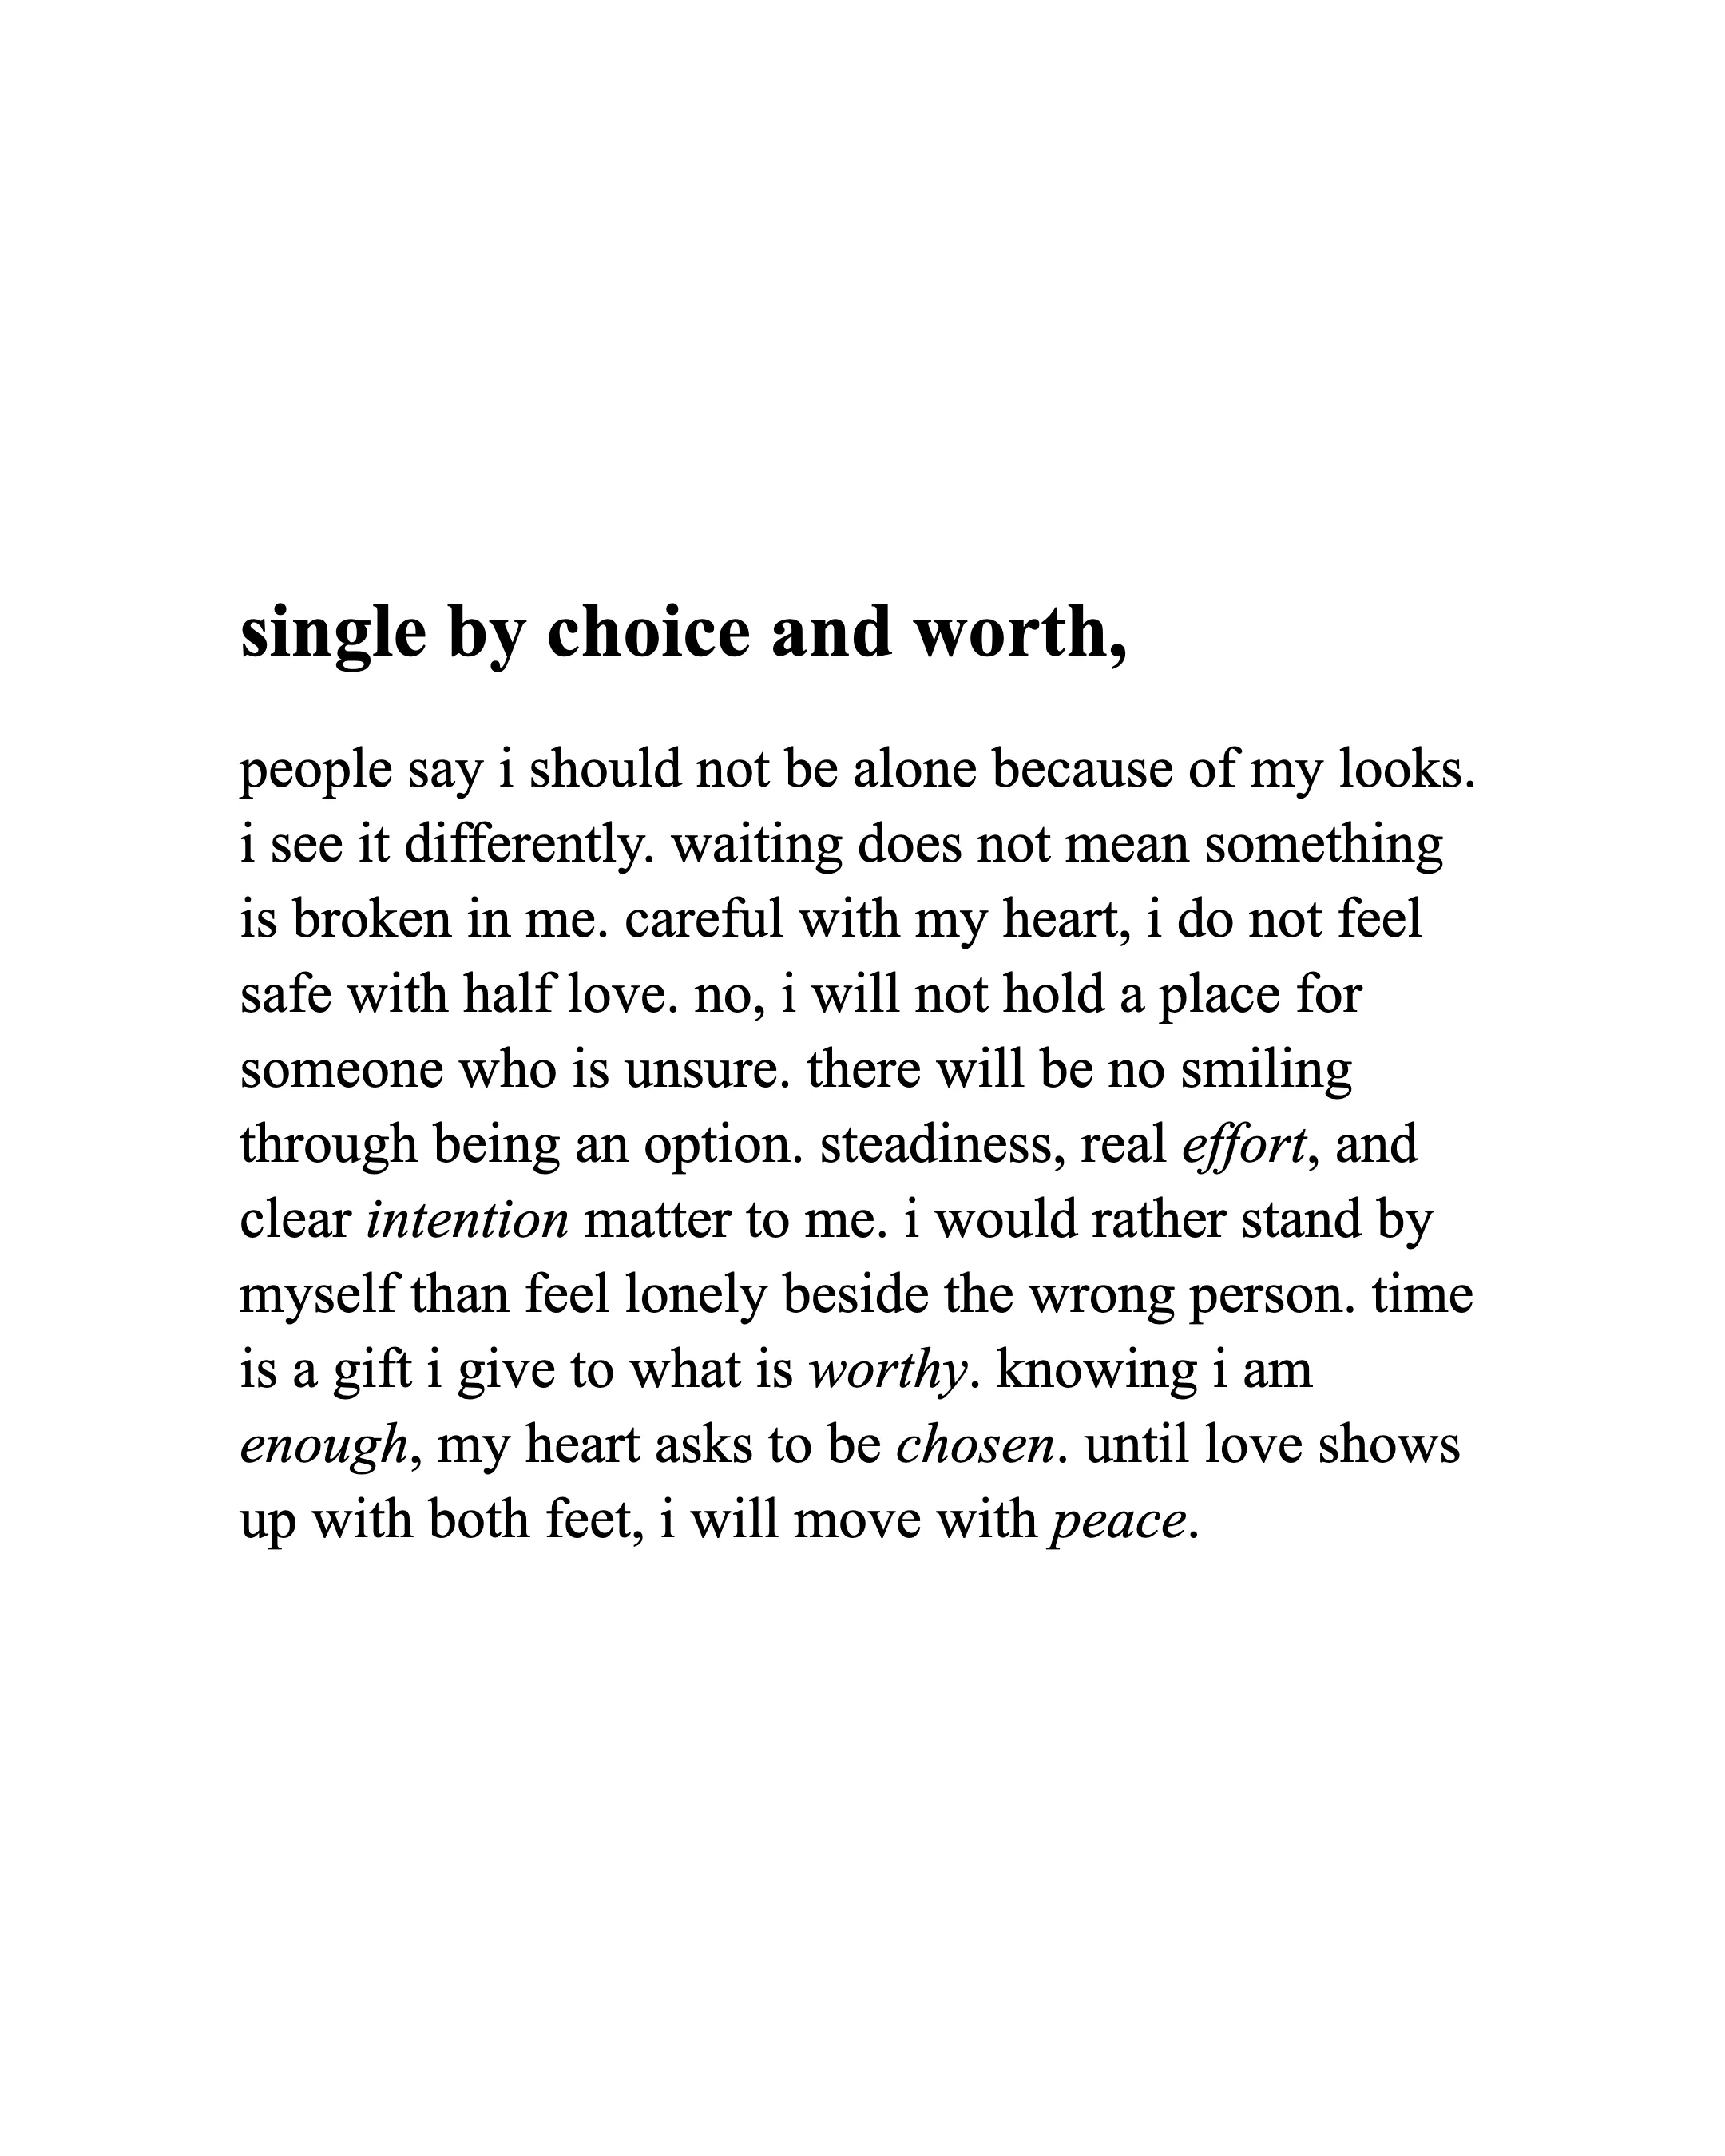 single by choice and worth,
people say i should not be alone because of my looks.
i see it differently. waiting does not mean something
is broken in me. careful with my heart, i do not feel
safe with half love. no, i will not hold a place for
someone who is unsure. there will be no smiling
through being an option. steadiness, real effort, and
clear intention matter to me. i would rather stand by
myself than feel lonely beside the wrong person. time
is a gift i give to what is worthy. knowing i am
enough, my heart asks to be chosen. until love shows
up with both feet, i will move with peace.